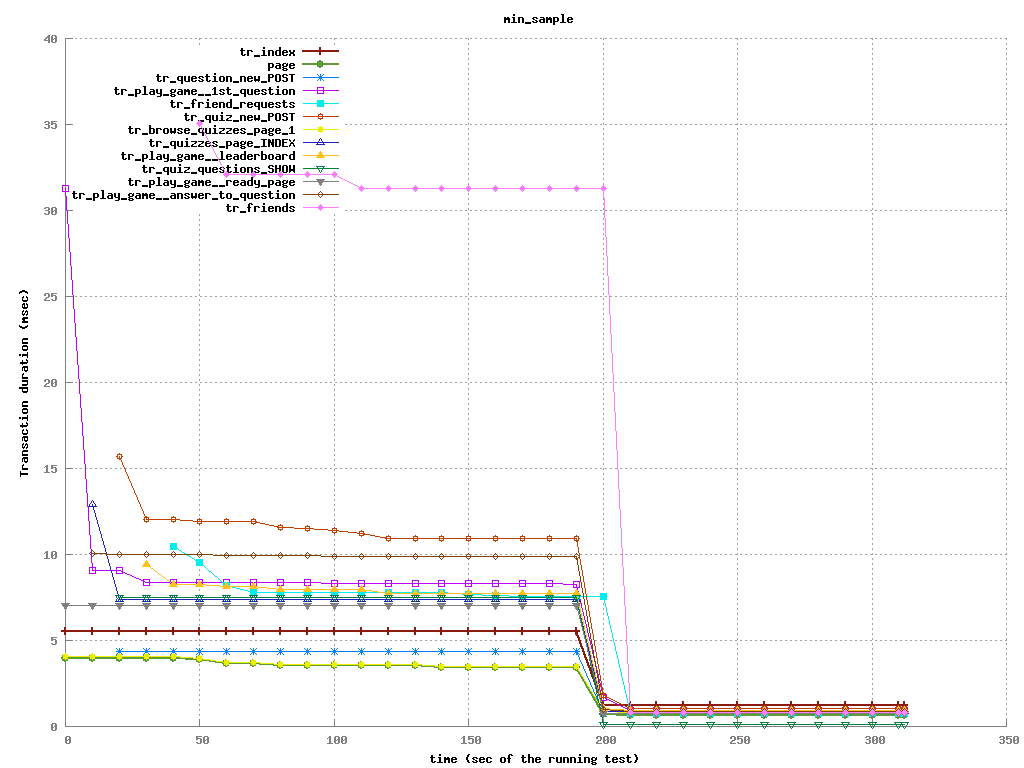 min_sample
40
35
30
25
20
15
10
5
0
Transaction duration (msec)
tr_index
page
tr_question_new_POST
tr_play_game__1st_question
tr_friend_requests
tr_quiz_new_POST
tr_browse_quizzes_page_1
tr_quizzes_page_INDEX
tr_play_game__leaderboard
tr_quiz_questions_SHOW
tr_play_game__ready_page
tr_play_game__answer_to_question
tr_friends
0 50 100 150 200 250 300 350
time (sec of the running test)